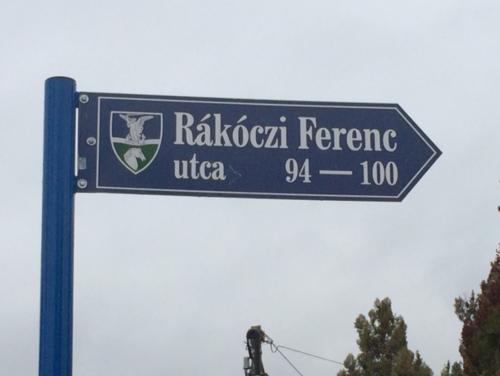 Rákóczi Ferenc
utca 94 — 100